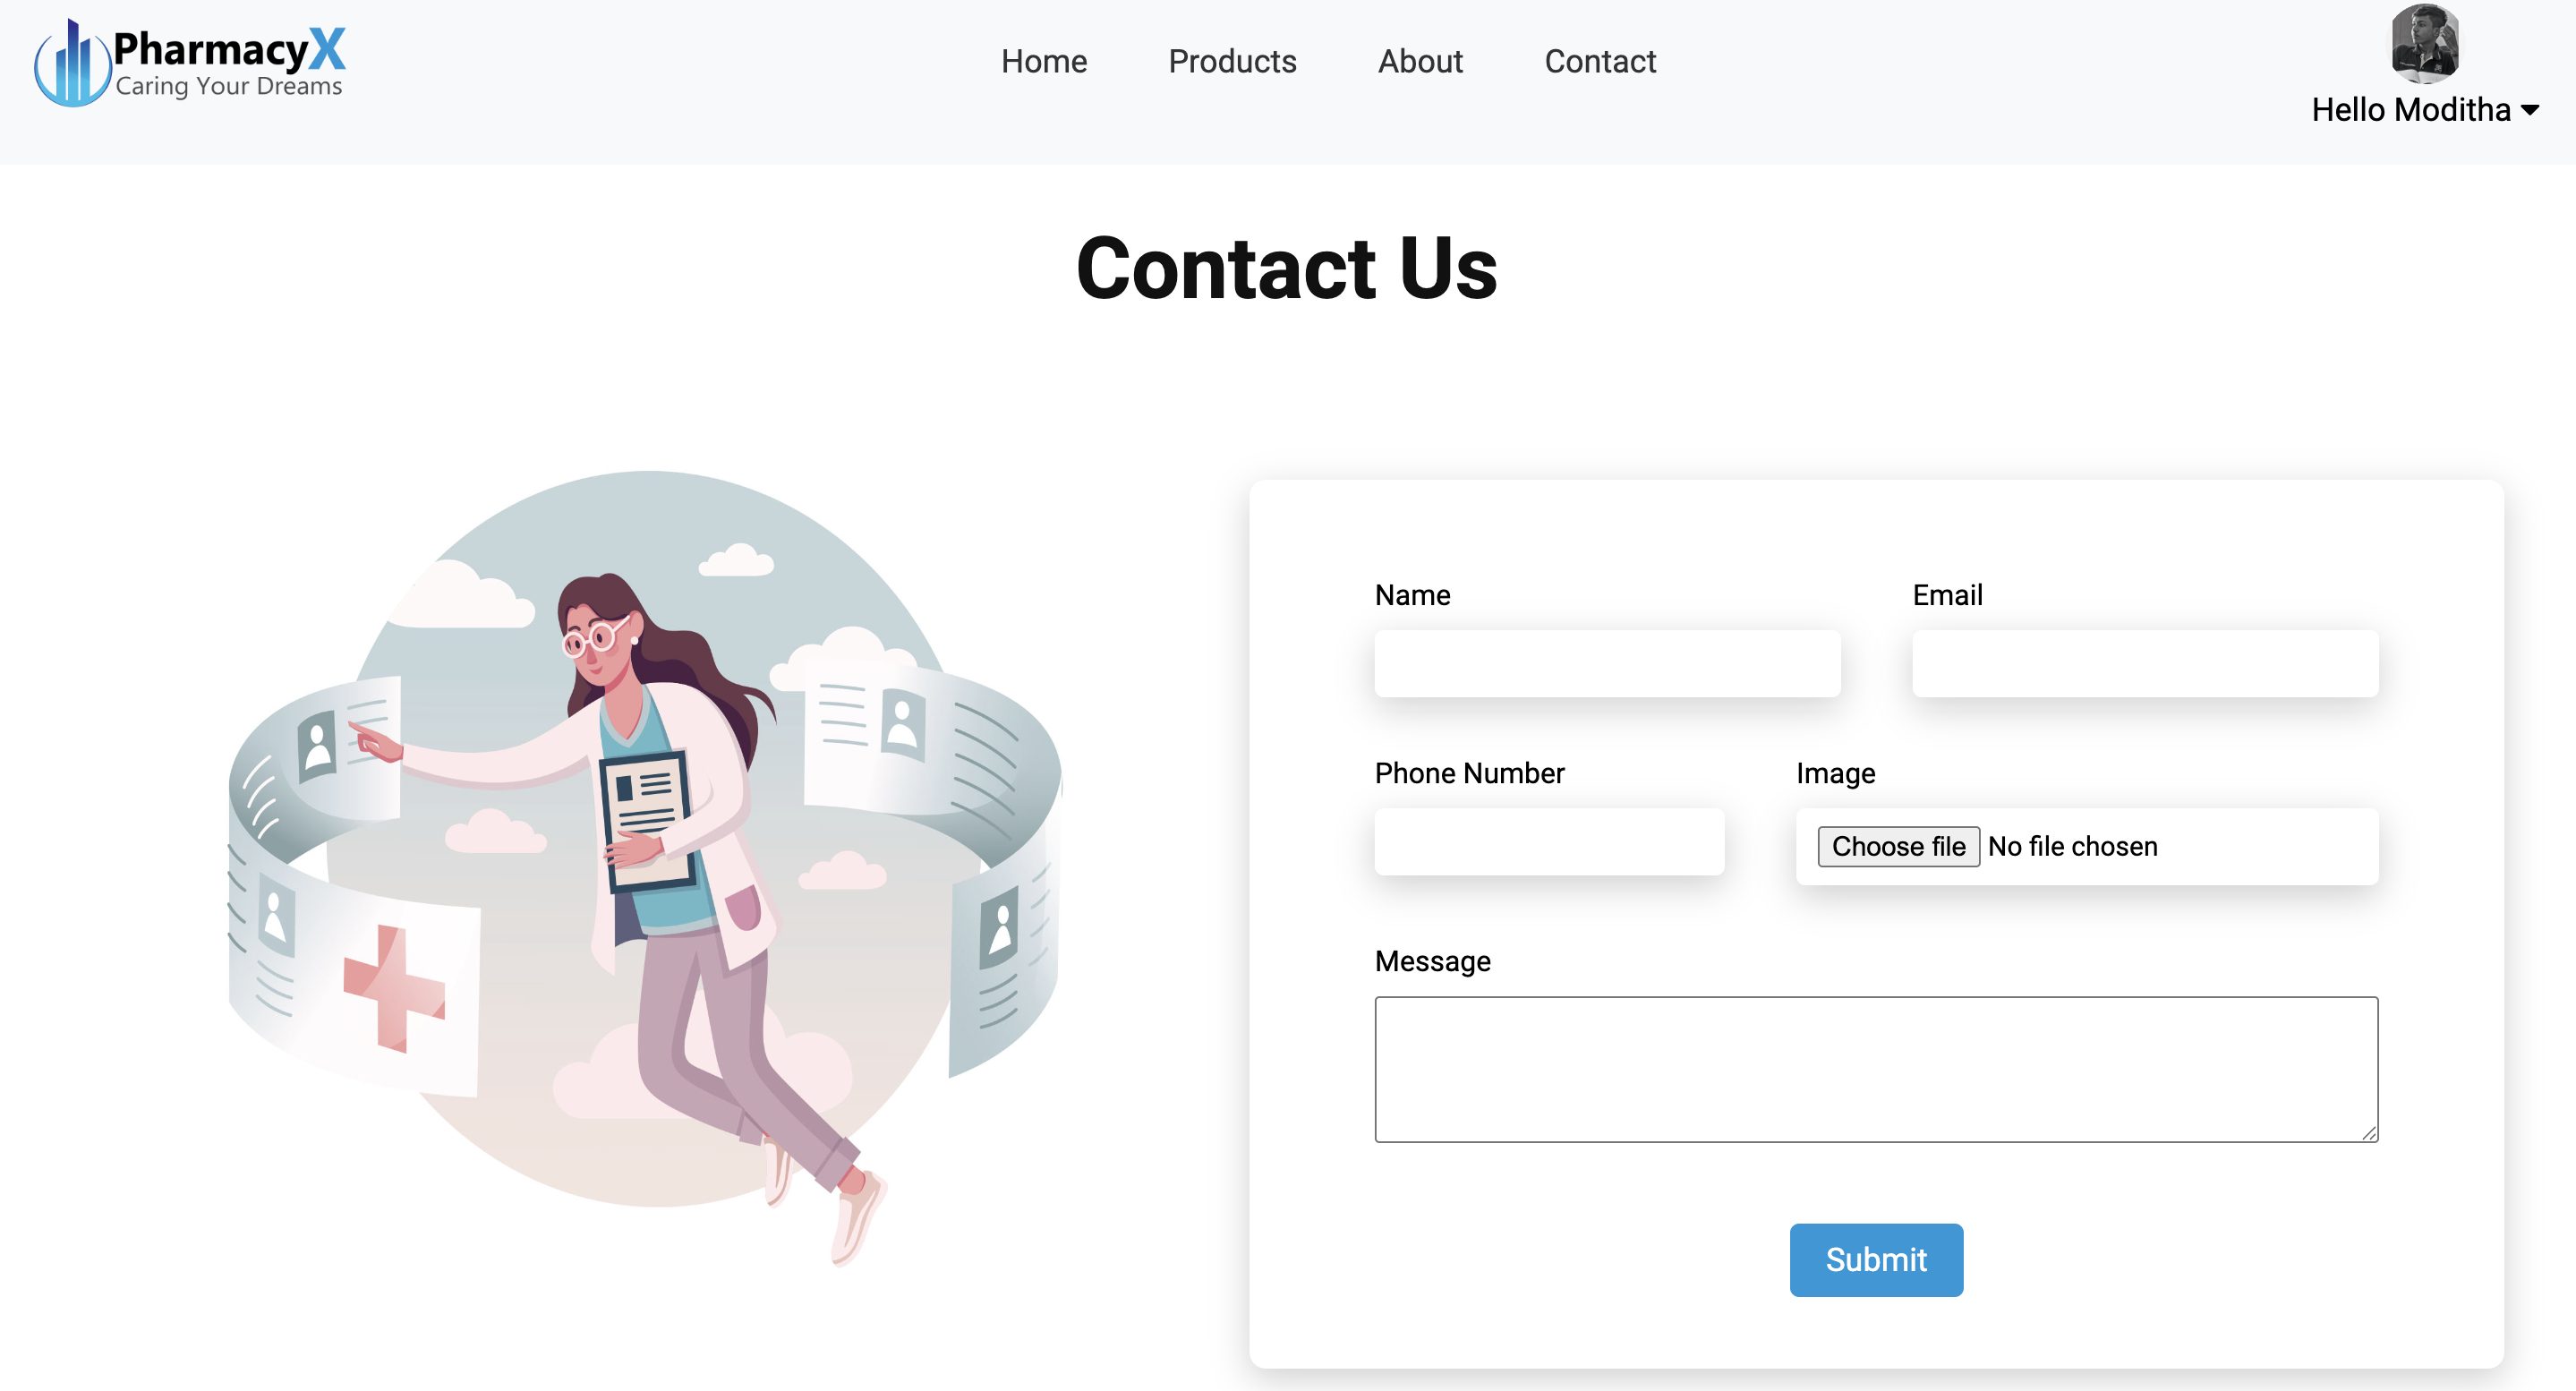 PharmacyX
Caring Your Dreams
Home Products About Contact
Hello Moditha
Contact Us
Name Email
Phone Number Image
Choose file No file chosen
Message
Submit